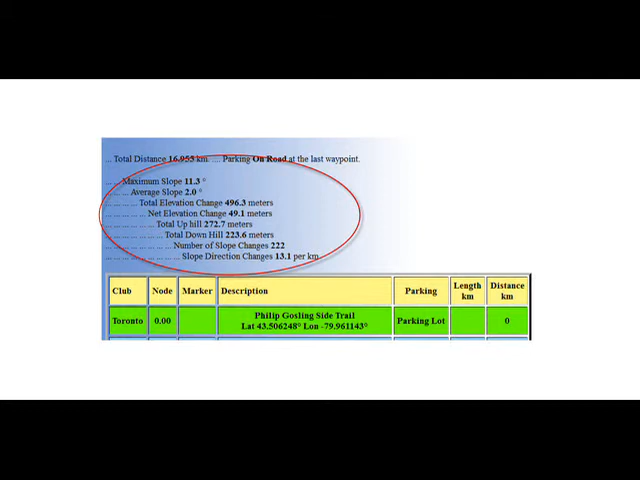 ... Total Distance 16.955 km. .... Parking On Road at the last waypoint.
... ... Maximum Slope 11.3 °
... ... ... Average Slope 2.0 °
... ... ... ... Total Elevation Change 496.3 meters
... ... ... ... ... Net Elevation Change 49.1 meters
... ... ... ... ... ... Total Up hill 272.7 meters
... ... ... ... ... ... ... Total Down Hill 223.6 meters
... ... ... ... ... ... ... ... Number of Slope Changes 222
... ... ... ... ... ... ... ... ... Slope Direction Changes 13.1 per km
Club Node Marker Description Parking Length km Distance km
Toronto 0.00 Philip Gosling Side Trail Parking Lot 0
Lat 43.506248° Lon -79.961143°